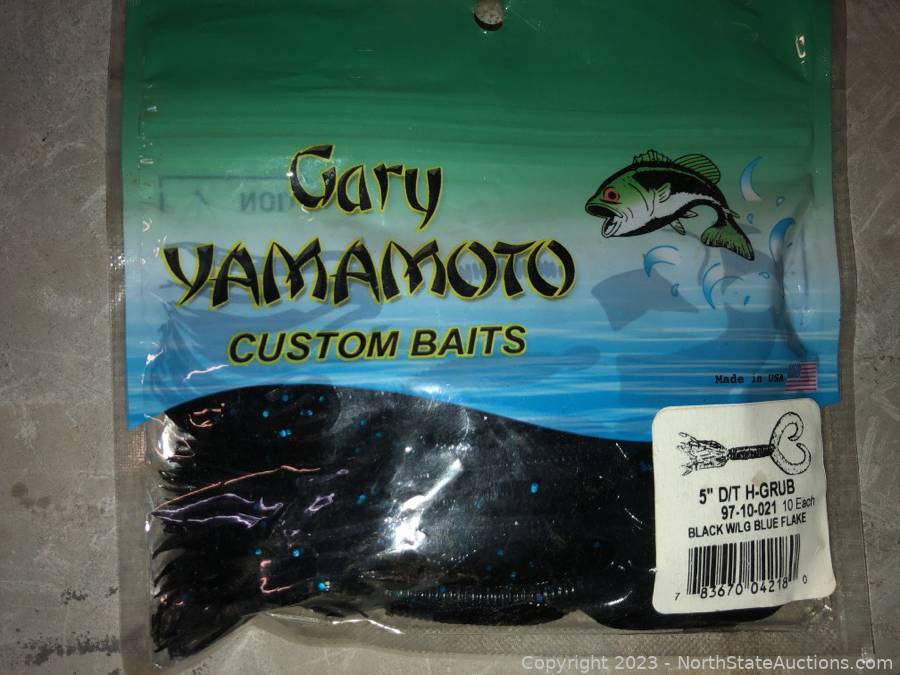 Gary
YAMAMOTO
CUSTOM BAITS
Made in USA
5" D/T H-GRUB
97-10-021 10 Each
BLACK W/LG BLUE FLAKE
7 83670 04218 0
Copyright © 2023 - NorthStateAuctions.com